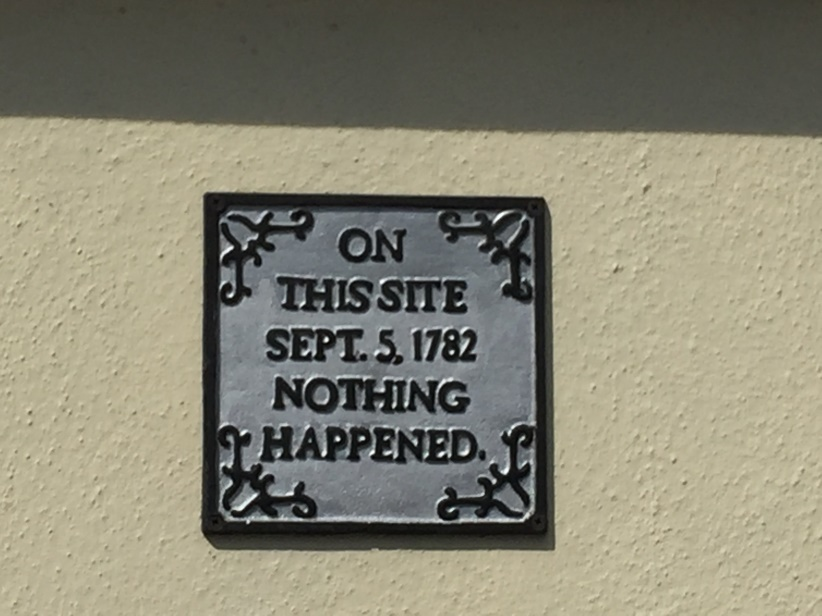 ON
THIS SITE
SEPT. 5, 1782
NOTHING
HAPPENED.